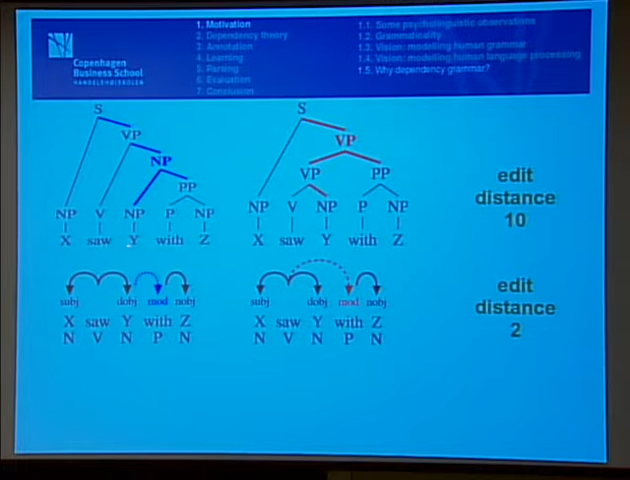 1. Motivation
2. Dependency theory
3. Annotation
4. Learning
5. Parsing
6. Evaluation
7. Conclusion
1.1. Some psycholinguistic observations
1.2. Grammaticality
1.3. Vision: modelling human grammar
1.4. Vision: modelling human language processing
1.5. Why dependency grammar?
Copenhagen
Business School
HANDELSHØJSKOLEN
S
VP
NP
PP
NP V NP P NP
X saw Y with Z
S
VP
VP PP
NP V NP P NP
X saw Y with Z
edit
distance
10
subj dobj mod nobj
X saw Y with Z
N V N P N
subj dobj mod nobj
X saw Y with Z
N V N P N
edit
distance
2